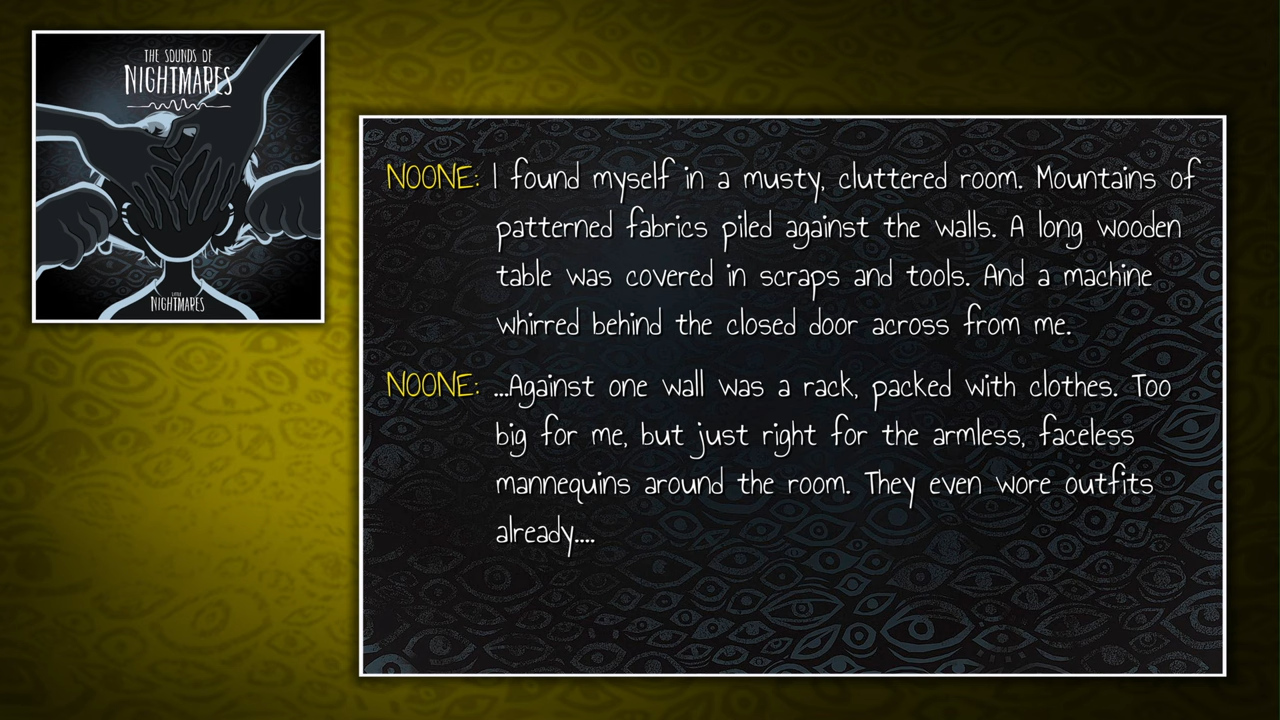 THE SOUNDS OF
NIGHTMARES
LITTLE
NIGHTMARES
NOONE: I found myself in a musty, cluttered room. Mountains of
patterned fabrics piled against the walls. A long wooden
table was covered in scraps and tools. And a machine
whirred behind the closed door across from me.
NOONE: ...Against one wall was a rack, packed with clothes. Too
big for me, but just right for the armless, faceless
mannequins around the room. They even wore outfits
already....